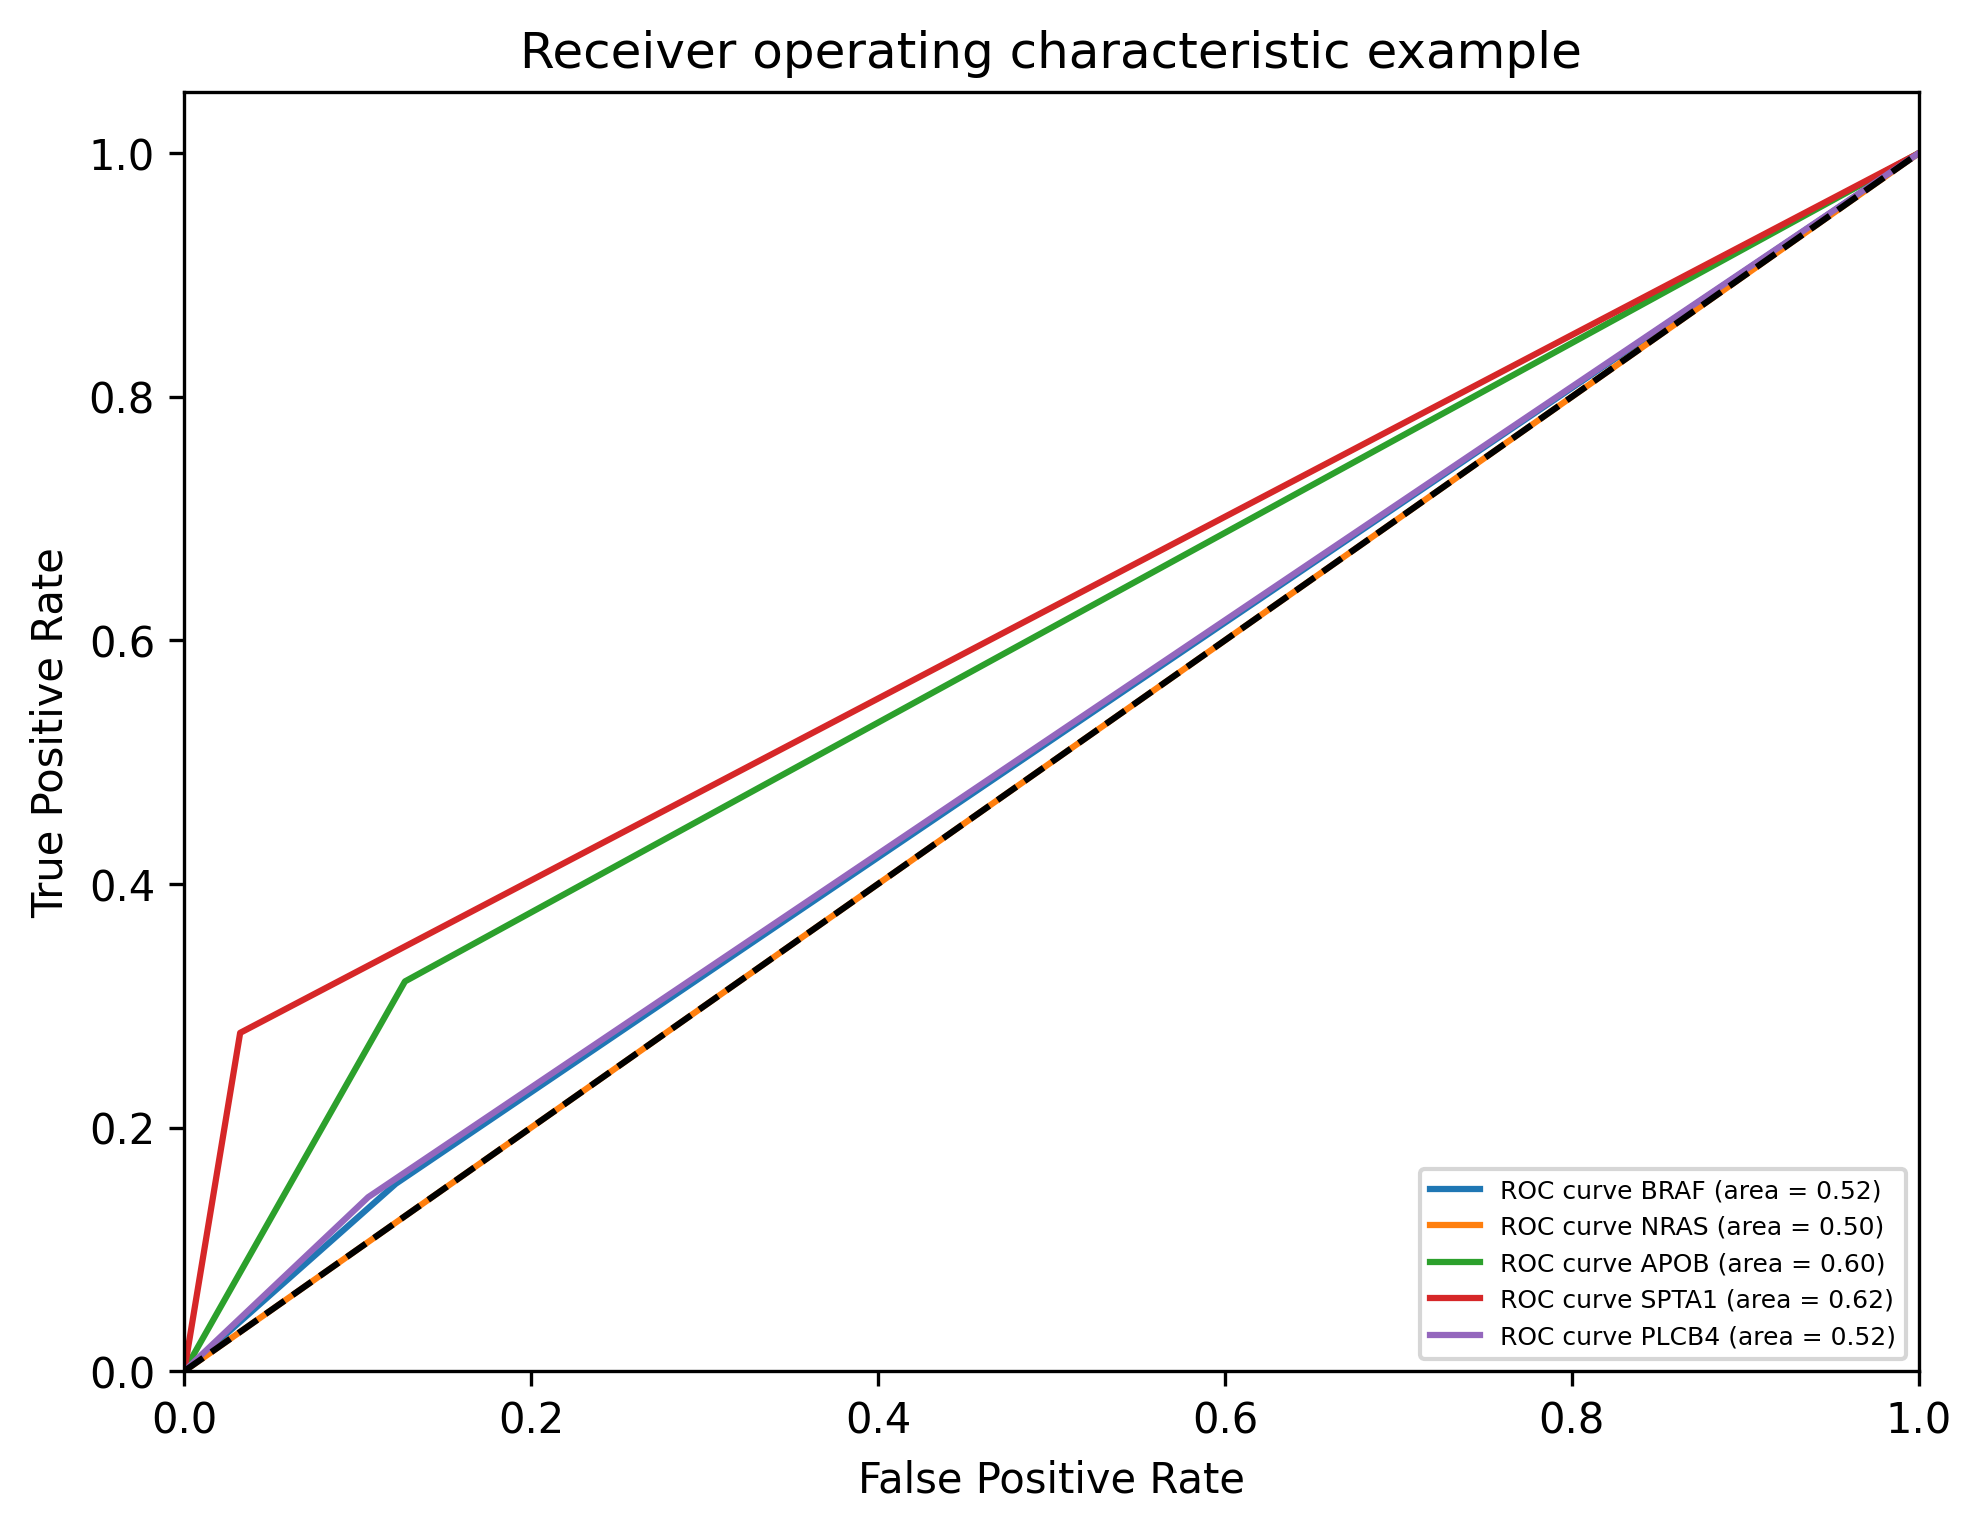 Receiver operating characteristic example
True Positive Rate
1.0
0.8
0.6
0.4
0.2
0.0
ROC curve BRAF (area = 0.52)
ROC curve NRAS (area = 0.50)
ROC curve APOB (area = 0.60)
ROC curve SPTA1 (area = 0.62)
ROC curve PLCB4 (area = 0.52)
0.0 0.2 0.4 0.6 0.8 1.0
False Positive Rate